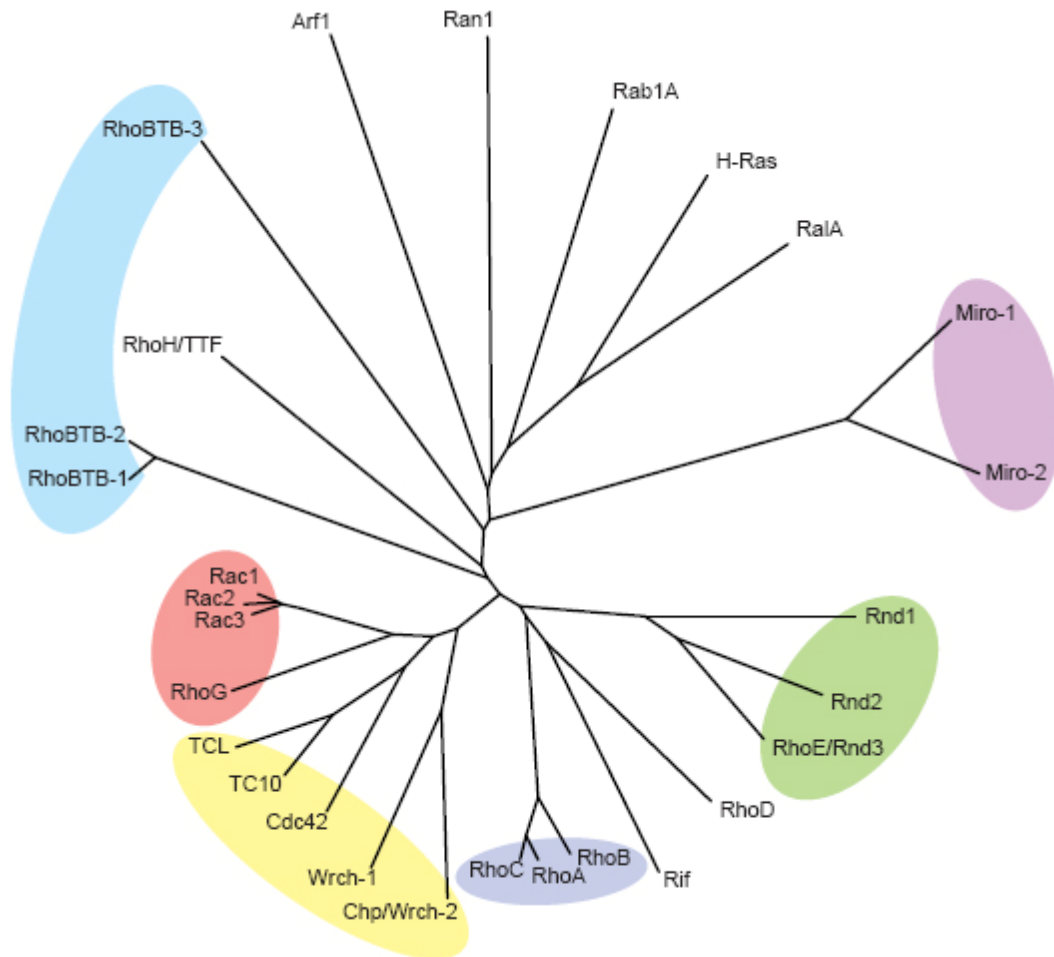 Arf1
Ran1
Rab1A
RhoBTB-3
H-Ras
RalA
Miro-1
RhoH/TTF
RhoBTB-2
Miro-2
RhoBTB-1
Rac1
Rac2
Rac3
Rnd1
RhoG
Rnd2
TCL
RhoE/Rnd3
TC10
RhoD
Cdc42
RhoB
RhoC
RhoA
Wrch-1
Rif
Chp/Wrch-2